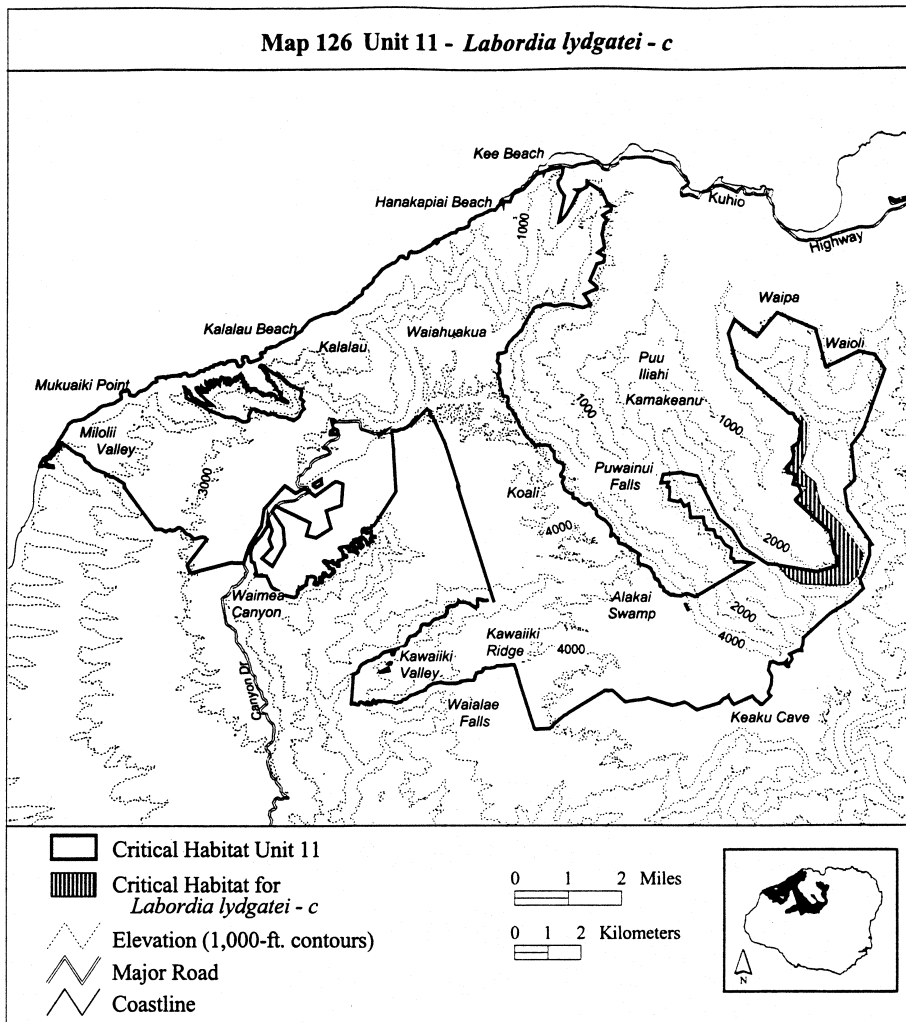 Map 126 Unit 11 - Labordia lydgatei - c
Kee Beach
Hanakapiai Beach
1000
Kuhio
Highway
Waipa
Kalalau Beach
Kalalau
Waiahuakua
Waioli
Mukuaiki Point
Puu
Iliahi
Kamakeanu
1000
1000
Milolii
Valley
3000
Puwainui
Falls
Koali
4000
2000
Waimea
Canyon
Alakai
Swamp
2000
4000
Kawaiiki
Ridge
4000
Kawaiiki
Valley
Canyon Dr
Waialae
Falls
Keaku Cave
Critical Habitat Unit 11
Critical Habitat for
Labordia lydgatei - c
Elevation (1,000-ft. contours)
Major Road
Coastline
0 1 2 Miles
0 1 2 Kilometers
N